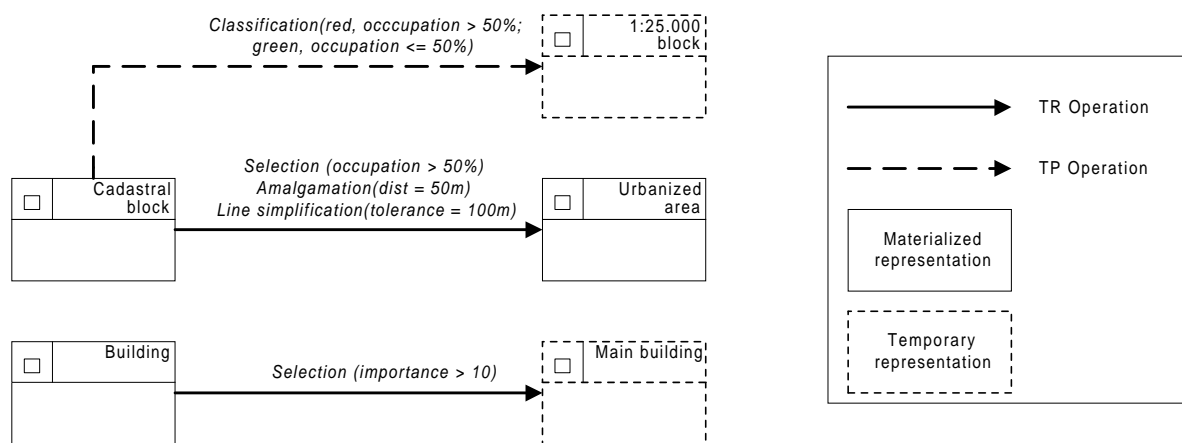 Classification(red, occcupation > 50%;
green, occupation <= 50%)
1:25.000
block
Cadastral
block
Selection (occupation > 50%)
Amalgamation(dist = 50m)
Line simplification(tolerance = 100m)
Urbanized
area
Building
Selection (importance > 10)
Main building
TR Operation
TP Operation
Materialized
representation
Temporary
representation